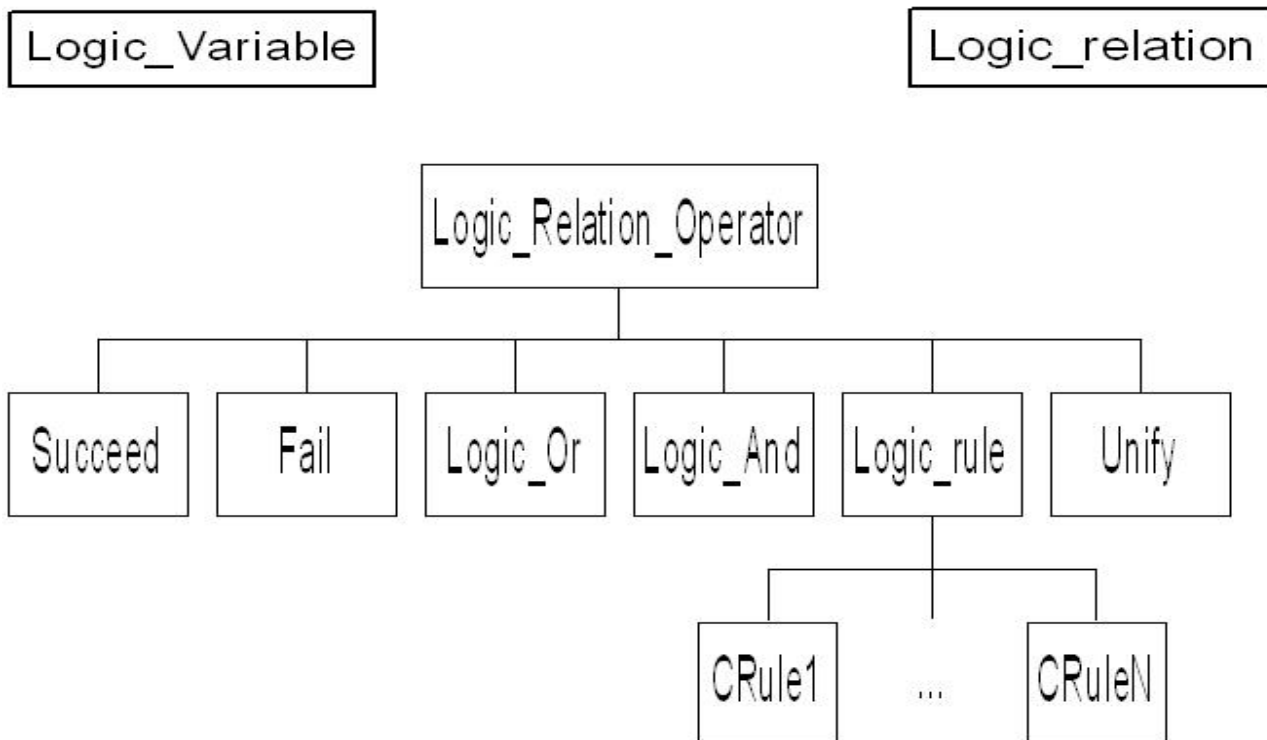 Logic_Variable
Logic_relation
Logic_Relation_Operator
Succeed
Fail
Logic_Or
Logic_And
Logic_rule
Unify
CRule1
...
CRuleN